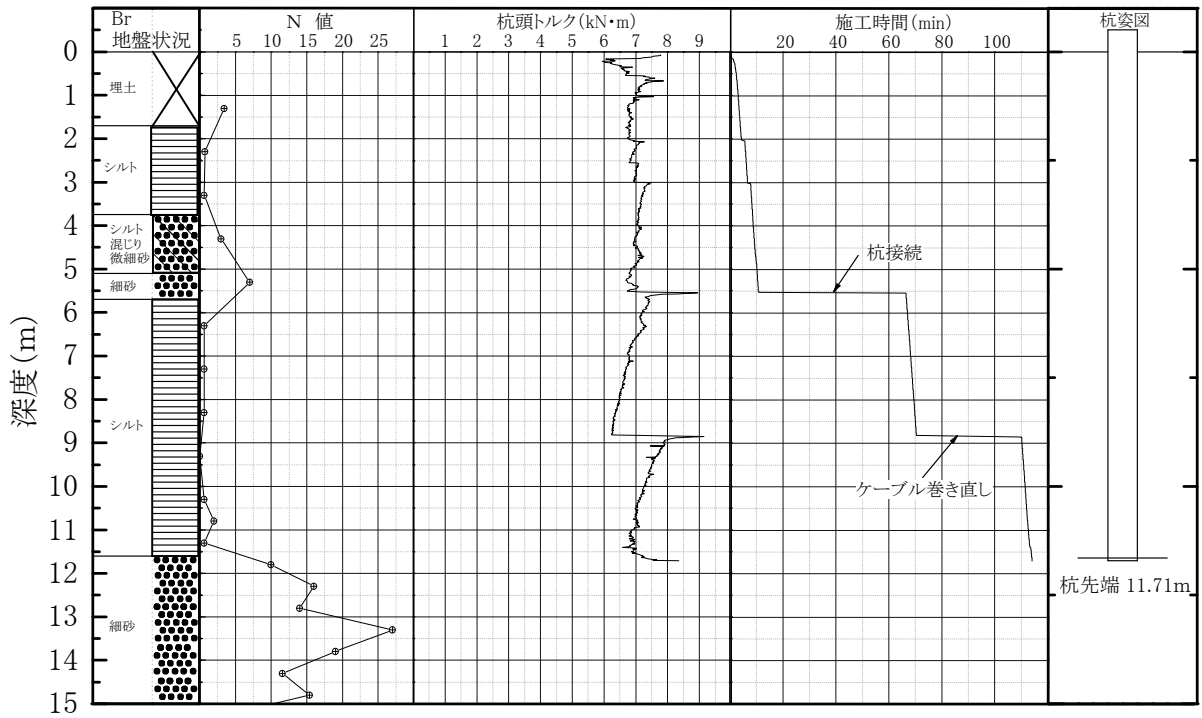 Br
地盤状況
N 値
5 10 15 20 25
杭頭トルク(kN・m)
1 2 3 4 5 6 7 8 9
施工時間(min)
20 40 60 80 100
杭姿図
深度(m)
0
1
2
3
4
5
6
7
8
9
10
11
12
13
14
15
埋土
シルト
シルト
混じり
微細砂
細砂
シルト
細砂
杭接続
ケーブル巻き直し
杭先端 11.71m